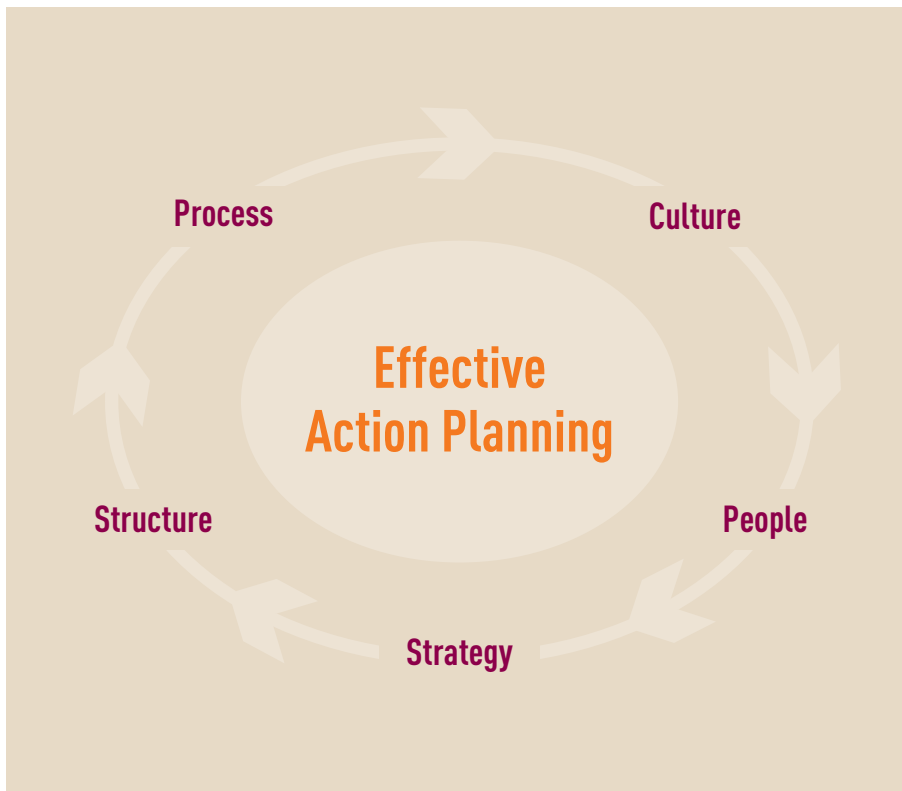 Process
Culture
Effective
Action Planning
Structure
People
Strategy